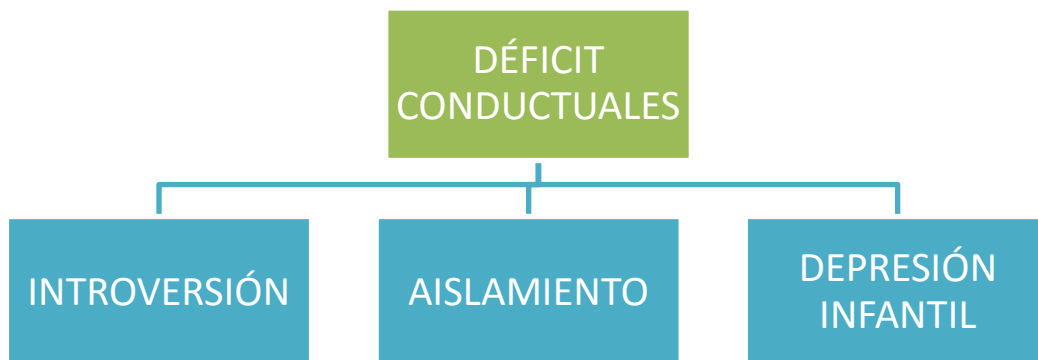 DÉFICIT
CONDUCTUALES
INTROVERSIÓN
AISLAMIENTO
DEPRESIÓN
INFANTIL